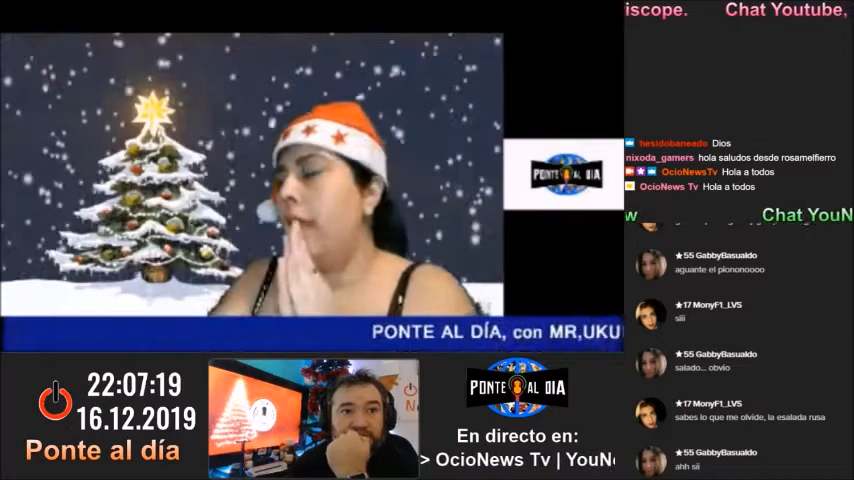 iscope. Chat Youtube,
PONTE AL DIA
hesidobaneado Dios
nixoda_gamers hola saludos desde rosamelfierro
OcioNewsTv Hola a todos
OcioNews Tv Hola a todos
w Chat YouN
★55 GabbyBasualdo
aguante el piononoooo
★17 MonyF1_LVS
siii
★55 GabbyBasualdo
salado... obvio
★17 MonyF1_LVS
sabes lo que me olvide, la esalada rusa
★55 GabbyBasualdo
ahh sii
PONTE AL DÍA, con MR,UKU
22:07:19
16.12.2019
Ponte al día
PONTE AL DIA
En directo en:
> OcioNews Tv | YouNo